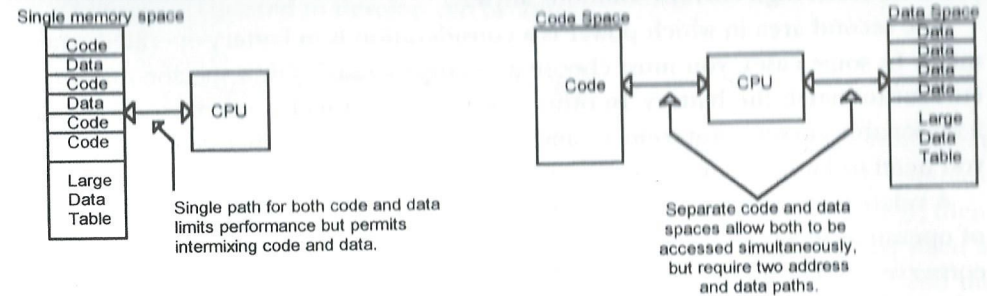 Single memory space
Code
Data
Code
Data
Code
Code
Large
Data
Table
CPU
Single path for both code and data
limits performance but permits
intermixing code and data.
Code Space
Code
CPU
Data Space
Data
Data
Data
Data
Large
Data
Table
Separate code and data
spaces allow both to be
accessed simultaneously,
but require two address
and data paths.